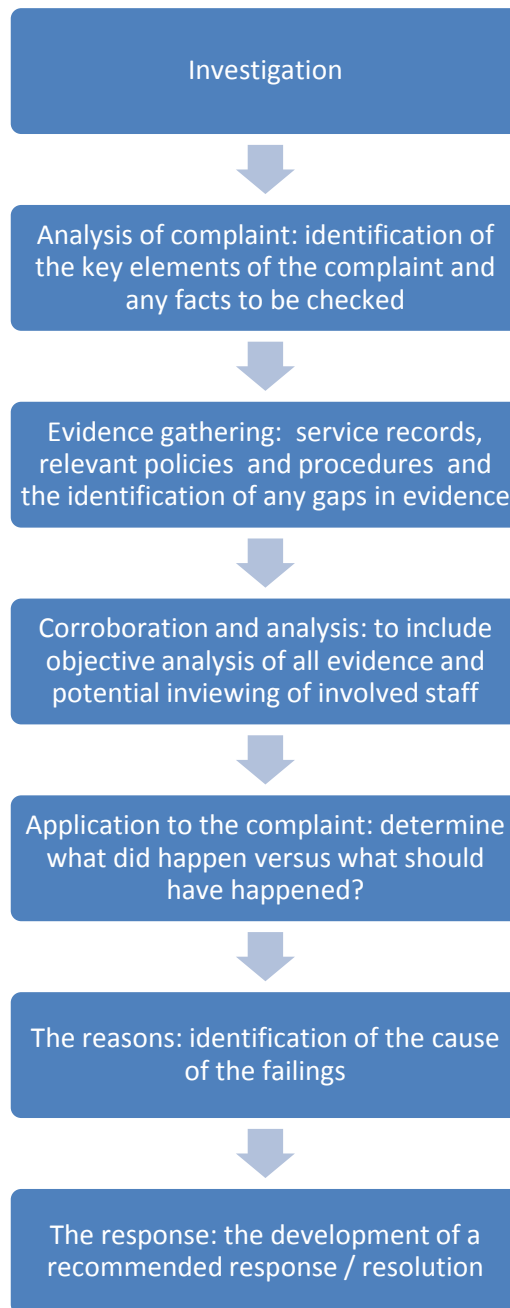 Investigation
Analysis of complaint: identification of
the key elements of the complaint and
any facts to be checked
Evidence gathering:  service records,
relevant policies  and procedures  and
the identification of any gaps in evidence
Corroboration and analysis: to include
objective analysis of all evidence and
potential inviewing of involved staff
Application to the complaint: determine
what did happen versus what should
have happened?
The reasons: identification of the cause
of the failings
The response: the development of a
recommended response / resolution